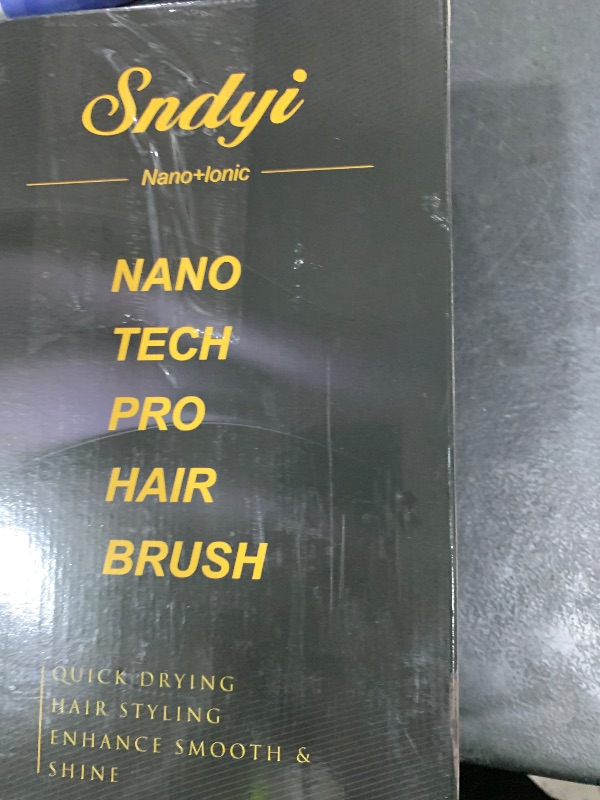 Sndyi
Nano+Ionic
NANO
TECH
PRO
HAIR
BRUSH
QUICK DRYING
HAIR STYLING
ENHANCE SMOOTH &
SHINE